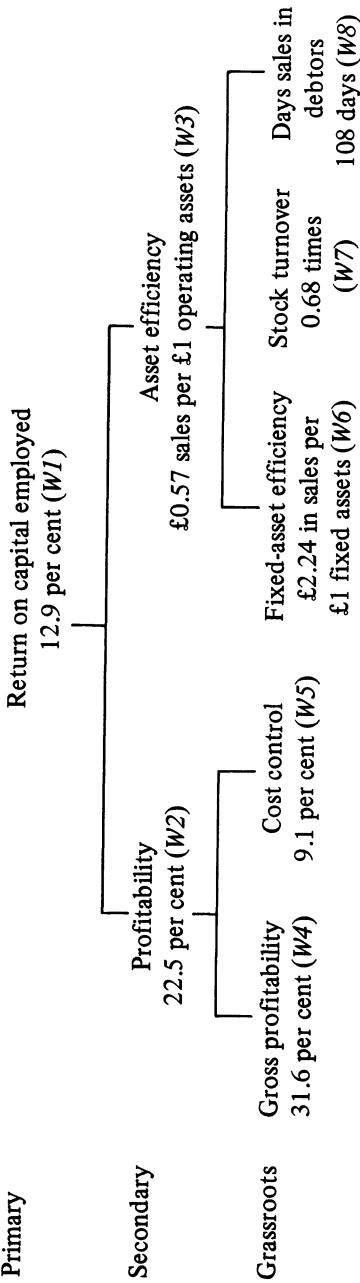 Primary
Return on capital employed
12.9 per cent (W1)
Secondary
Profitability
22.5 per cent (W2)
Asset efficiency
£0.57 sales per £1 operating assets (W3)
Grassroots
Gross profitability
31.6 per cent (W4)
Cost control
9.1 per cent (W5)
Fixed-asset efficiency
£2.24 in sales per
£1 fixed assets (W6)
Stock turnover
0.68 times
(W7)
Days sales in
debtors
108 days (W8)